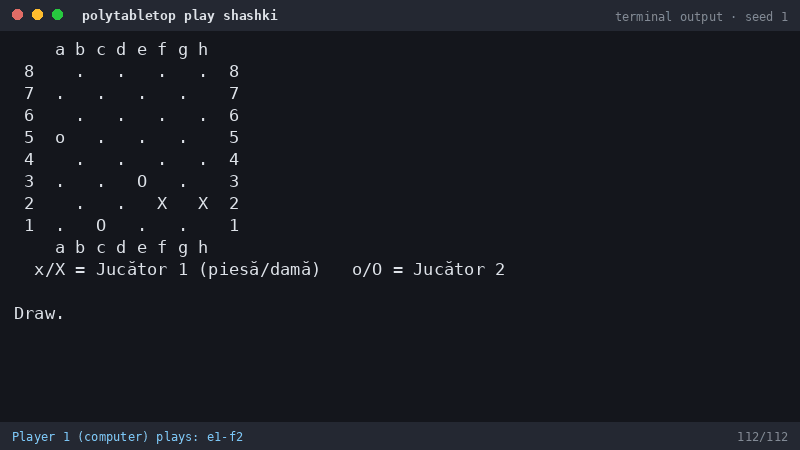 polytabletop play shashki
terminal output · seed 1
    a b c d e f g h
 8    .   .   .   .  8
 7  .   .   .   .    7
 6    .   .   .   .  6
 5  o   .   .   .    5
 4    .   .   .   .  4
 3  .   .   O   .    3
 2    .   .   X   X  2
 1  .   O   .   .    1
    a b c d e f g h
  x/X = Jucător 1 (piesă/damă)   o/O = Jucător 2
Draw.
Player 1 (computer) plays: e1-f2
112/112